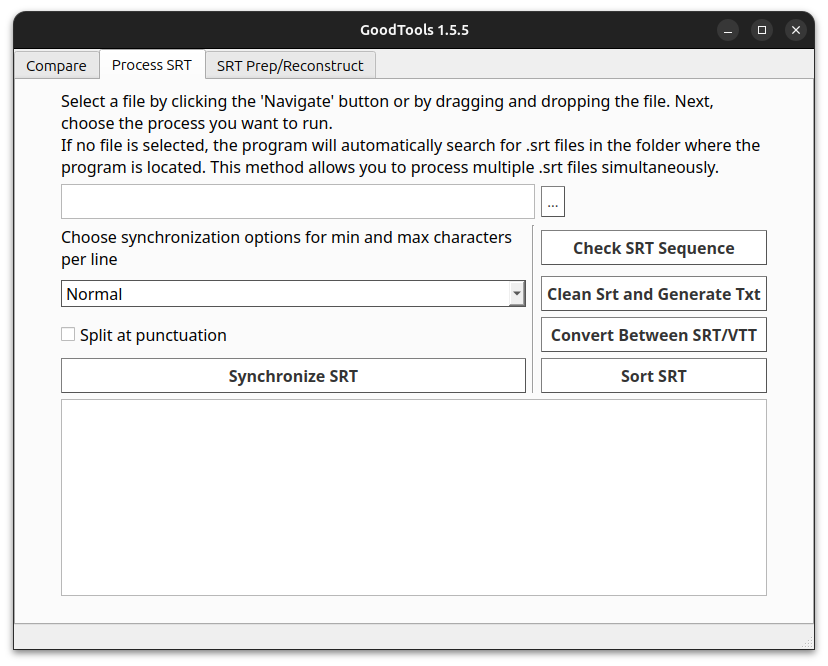 GoodTools 1.5.5
Compare
Process SRT
SRT Prep/Reconstruct
Select a file by clicking the 'Navigate' button or by dragging and dropping the file. Next,
choose the process you want to run.
If no file is selected, the program will automatically search for .srt files in the folder where the
program is located. This method allows you to process multiple .srt files simultaneously.
...
Choose synchronization options for min and max characters
per line
Normal
Split at punctuation
Synchronize SRT
Check SRT Sequence
Clean Srt and Generate Txt
Convert Between SRT/VTT
Sort SRT